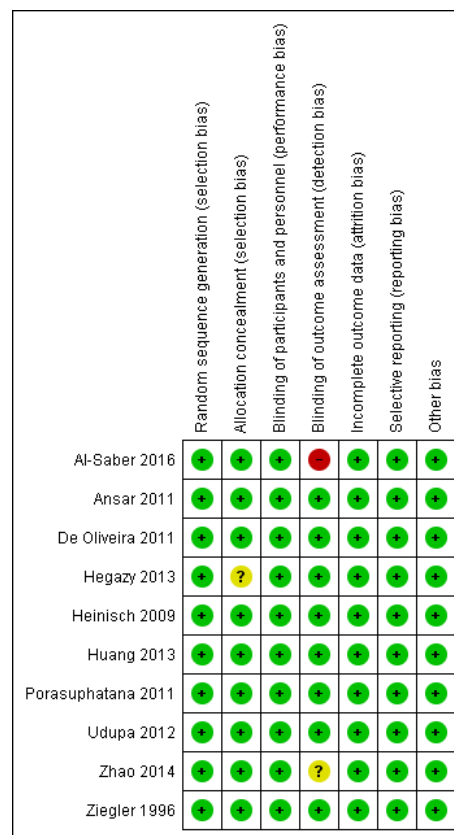 Random sequence generation (selection bias)
Allocation concealment (selection bias)
Blinding of participants and personnel (performance bias)
Blinding of outcome assessment (detection bias)
Incomplete outcome data (attrition bias)
Selective reporting (reporting bias)
Other bias
Al-Saber 2016 + + + - + + +
Ansar 2011 + + + + + + +
De Oliveira 2011 + + + + + + +
Hegazy 2013 + ? + + + + +
Heinisch 2009 + + + + + + +
Huang 2013 + + + + + + +
Porasuphatana 2011 + + + + + + +
Udupa 2012 + + + + + + +
Zhao 2014 + + + ? + + +
Ziegler 1996 + + + + + + +